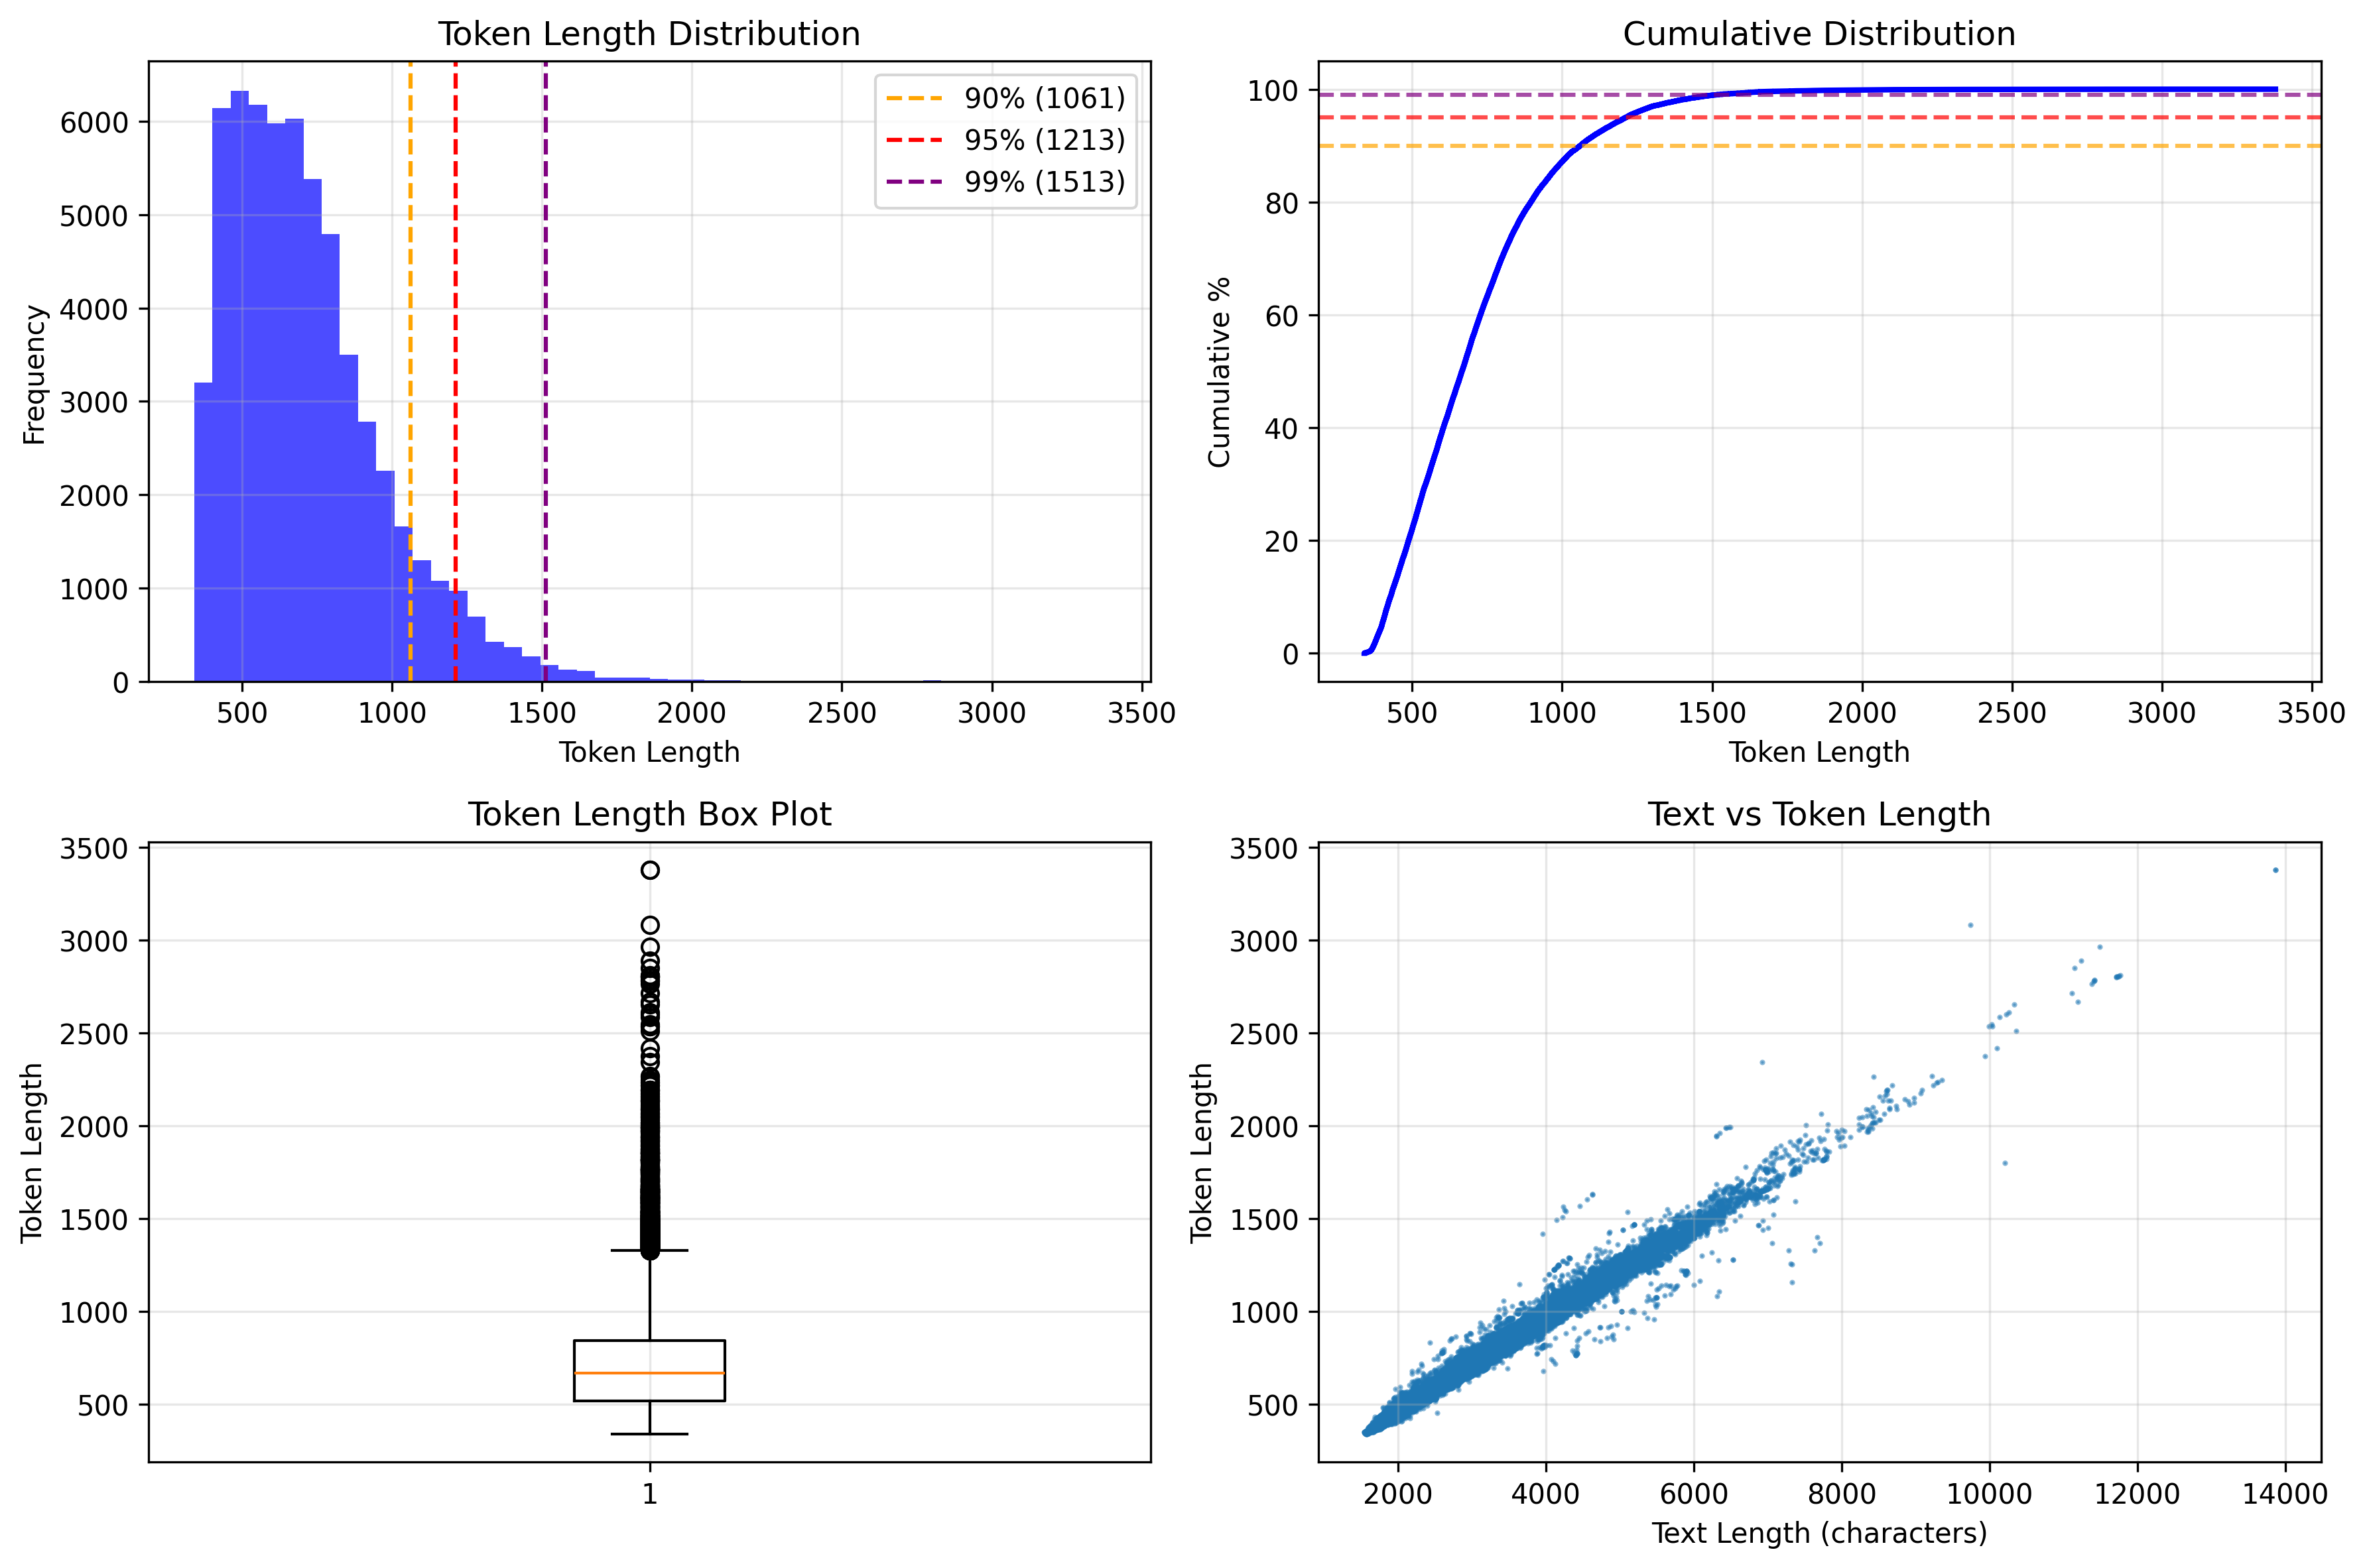 Token Length Distribution
6000
5000
4000
3000
2000
1000
0
Frequency
90% (1061)
95% (1213)
99% (1513)
500 1000 1500 2000 2500 3000 3500
Token Length
Cumulative Distribution
100
80
60
40
20
0
Cumulative %
500 1000 1500 2000 2500 3000 3500
Token Length
Token Length Box Plot
3500
3000
2500
2000
1500
1000
500
Token Length
1
Text vs Token Length
3500
3000
2500
2000
1500
1000
500
Token Length
2000 4000 6000 8000 10000 12000 14000
Text Length (characters)